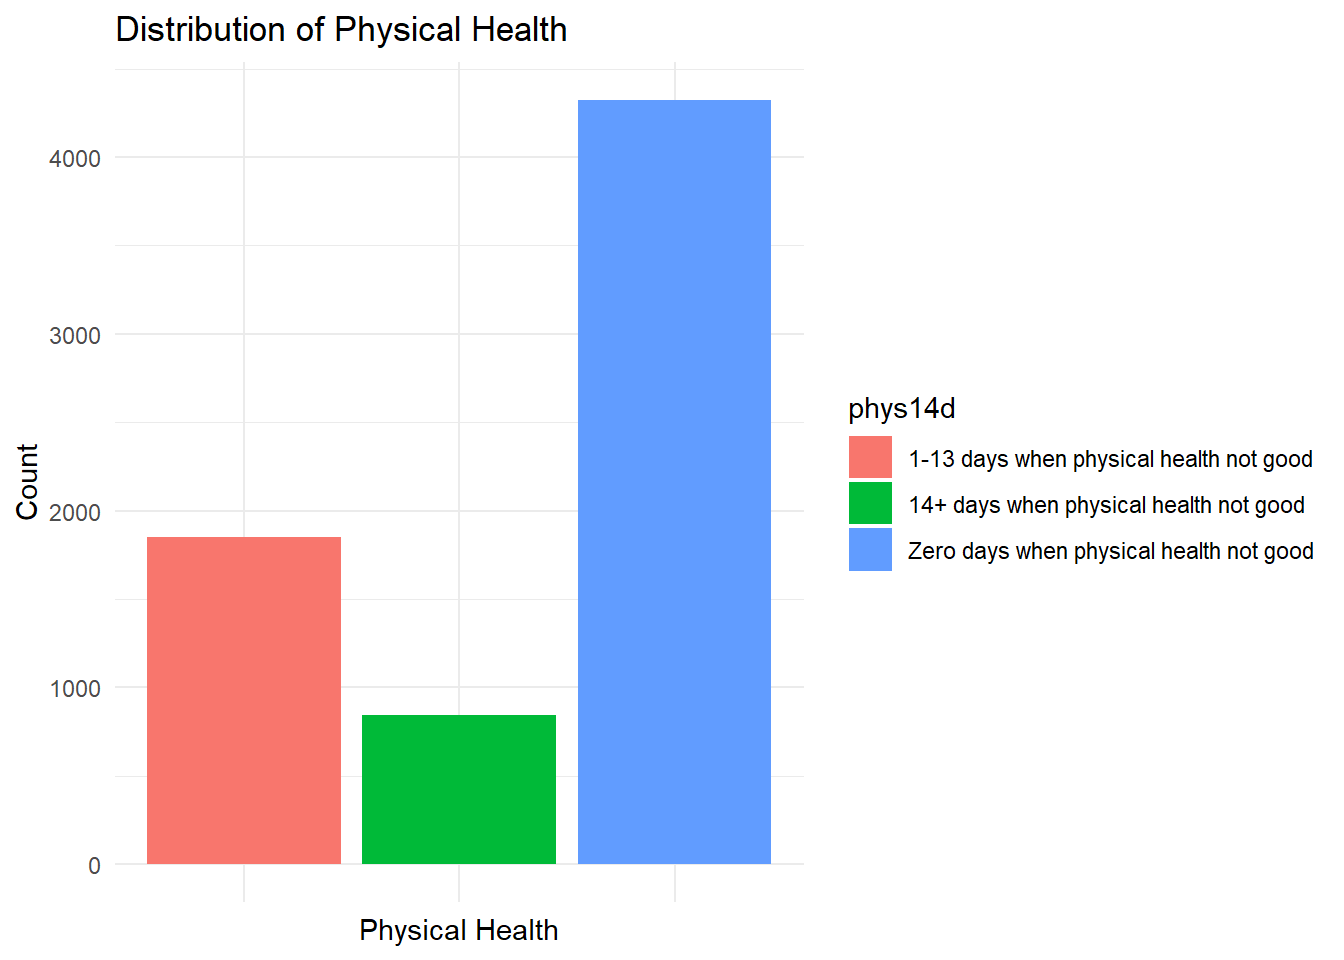 Distribution of Physical Health
4000
3000
2000
1000
0
Count
Physical Health
phys14d
1-13 days when physical health not good
14+ days when physical health not good
Zero days when physical health not good